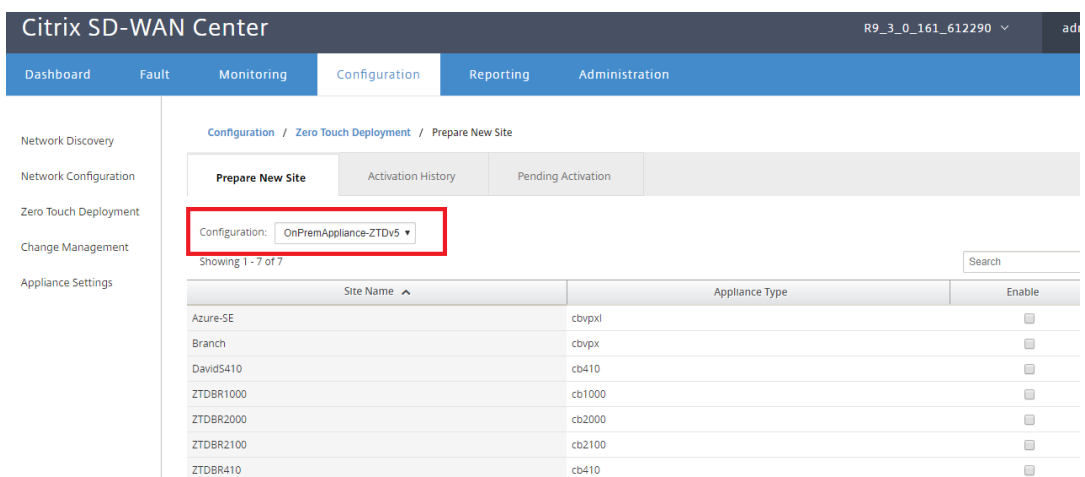 Citrix SD-WAN Center R9_3_0_161_612290
Dashboard Fault Monitoring Configuration Reporting Administration
Configuration / Zero Touch Deployment / Prepare New Site
Network Discovery
Network Configuration
Zero Touch Deployment
Change Management
Appliance Settings
Prepare New Site Activation History Pending Activation
Configuration: OnPremAppliance-ZTDv5
Showing 1 - 7 of 7 Search
Site Name Appliance Type Enable
Azure-SE cbvpxl
Branch cbvpx
DavidS410 cb410
ZTDBR1000 cb1000
ZTDBR2000 cb2000
ZTDBR2100 cb2100
ZTDBR410 cb410